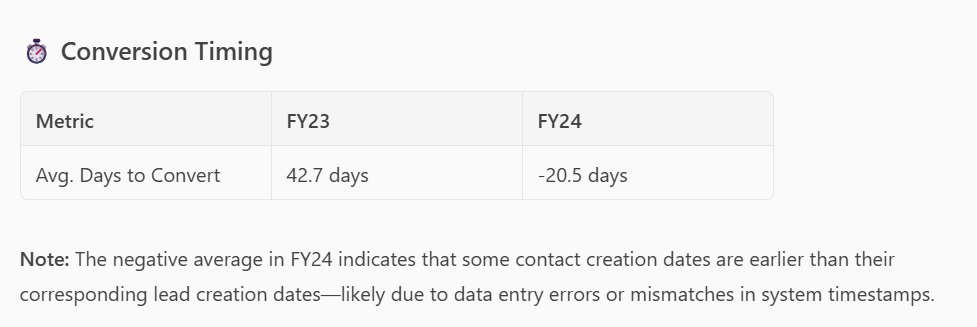 Conversion Timing
Metric FY23 FY24
Avg. Days to Convert 42.7 days -20.5 days
Note: The negative average in FY24 indicates that some contact creation dates are earlier than their
corresponding lead creation dates—likely due to data entry errors or mismatches in system timestamps.